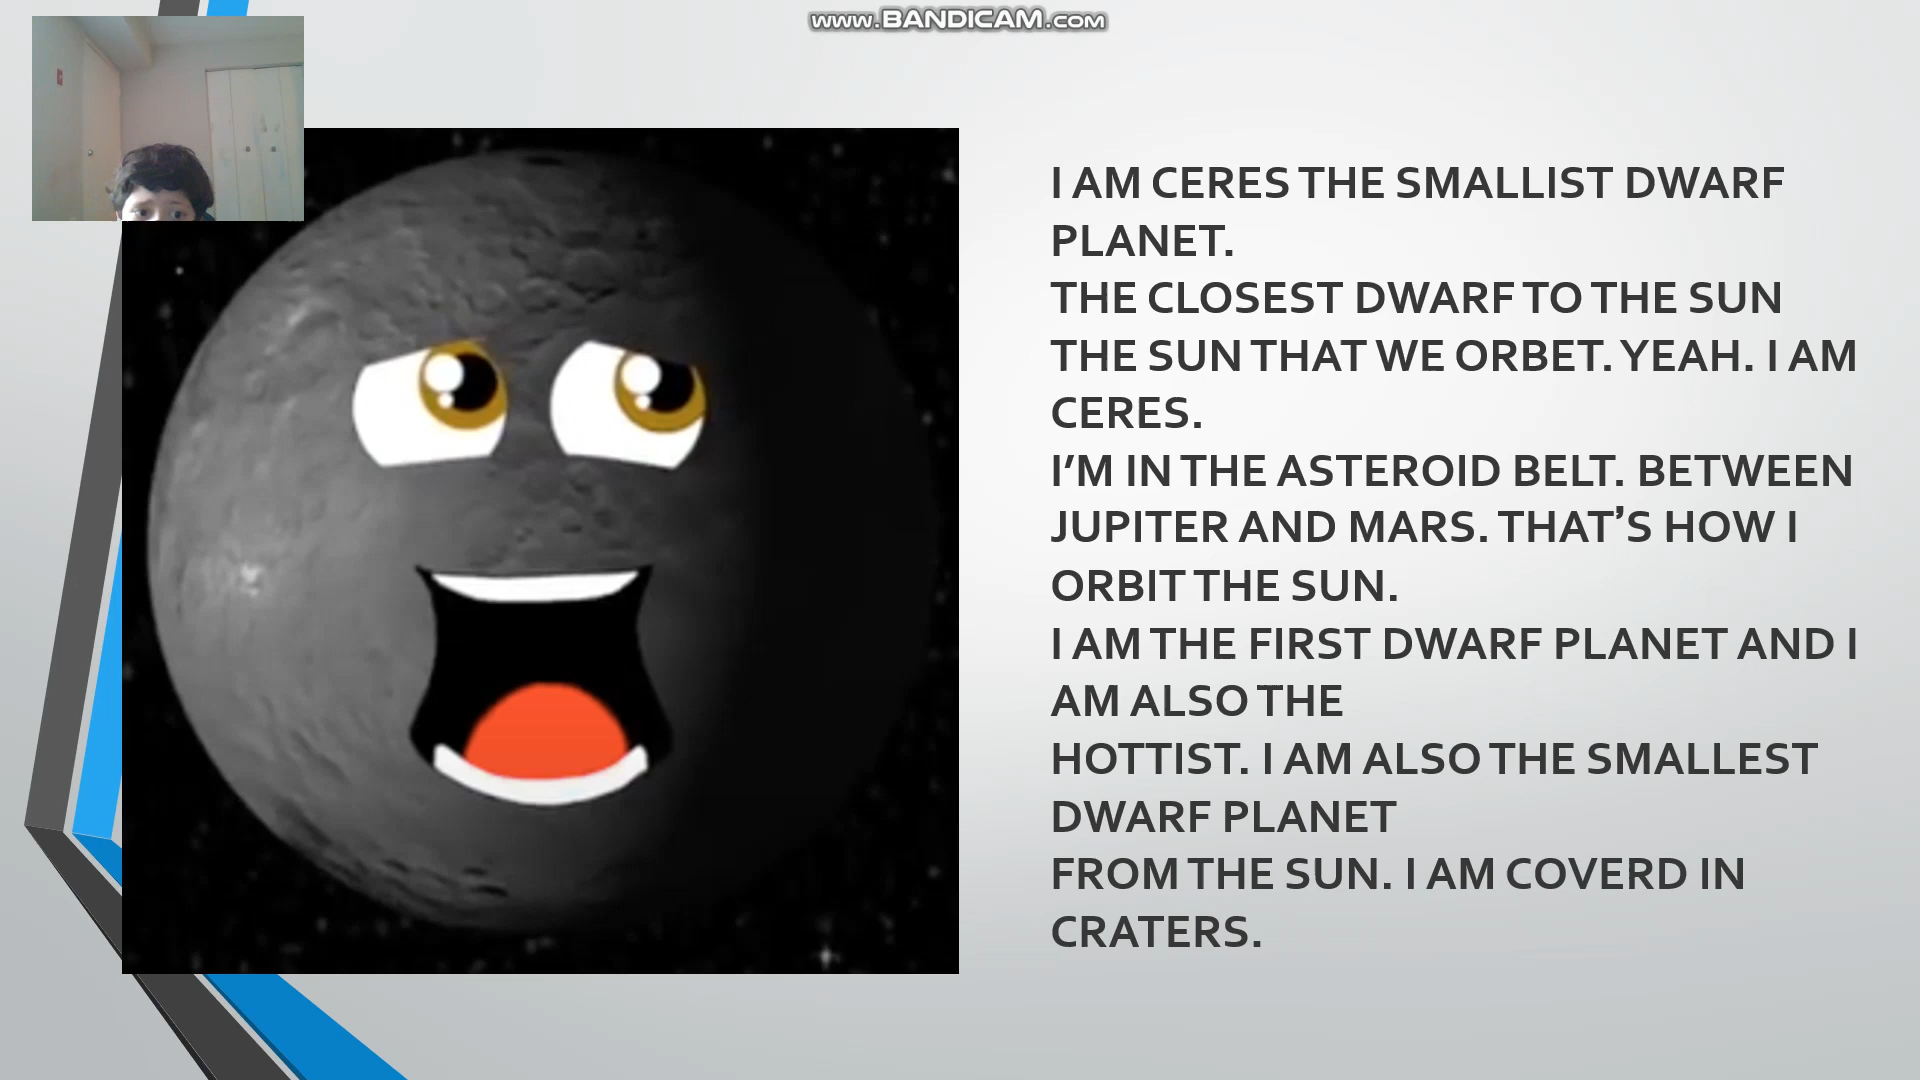 www.BANDICAM.com
I AM CERES THE SMALLIST DWARF
PLANET.
THE CLOSEST DWARF TO THE SUN
THE SUN THAT WE ORBET. YEAH. I AM
CERES.
I'M IN THE ASTEROID BELT. BETWEEN
JUPITER AND MARS. THAT’S HOW I
ORBIT THE SUN.
I AM THE FIRST DWARF PLANET AND I
AM ALSO THE
HOTTIST. I AM ALSO THE SMALLEST
DWARF PLANET
FROM THE SUN. I AM COVERD IN
CRATERS.